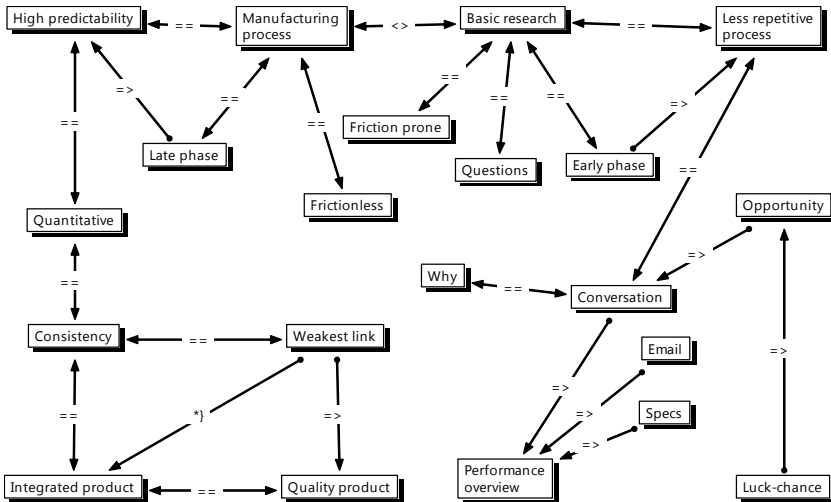 High predictability
==
Manufacturing
process
<>
Basic research
==
Less repetitive
process
=>
==
==
==
==
=>
==
==
Friction prone
Late phase
Questions
Early phase
==
Frictionless
Opportunity
Quantitative
=>
==
Why
==
Conversation
Consistency
==
Weakest link
Email
=>
=>
==
*}
=>
=>
Specs
=>
Integrated product
==
Quality product
Performance
overview
Luck-chance